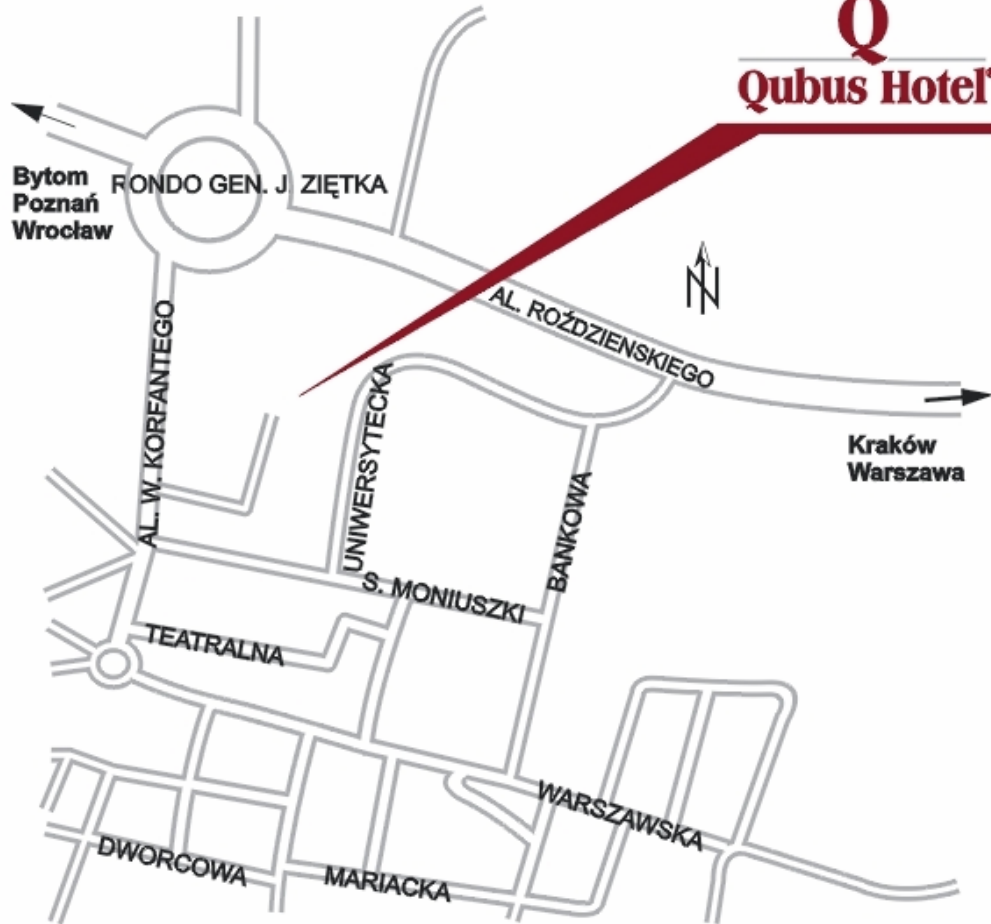 Q
Qubus Hotel
Bytom
Poznań
Wrocław
RONDO GEN. J. ZIĘTKA
N
AL. ROŹDZIENSKIEGO
AL. W. KORFANTEGO
UNIWERSYTECKA
Kraków
Warszawa
BANKOWA
S. MONIUSZKI
TEATRALNA
WARSZAWSKA
DWORCOWA
MARIACKA